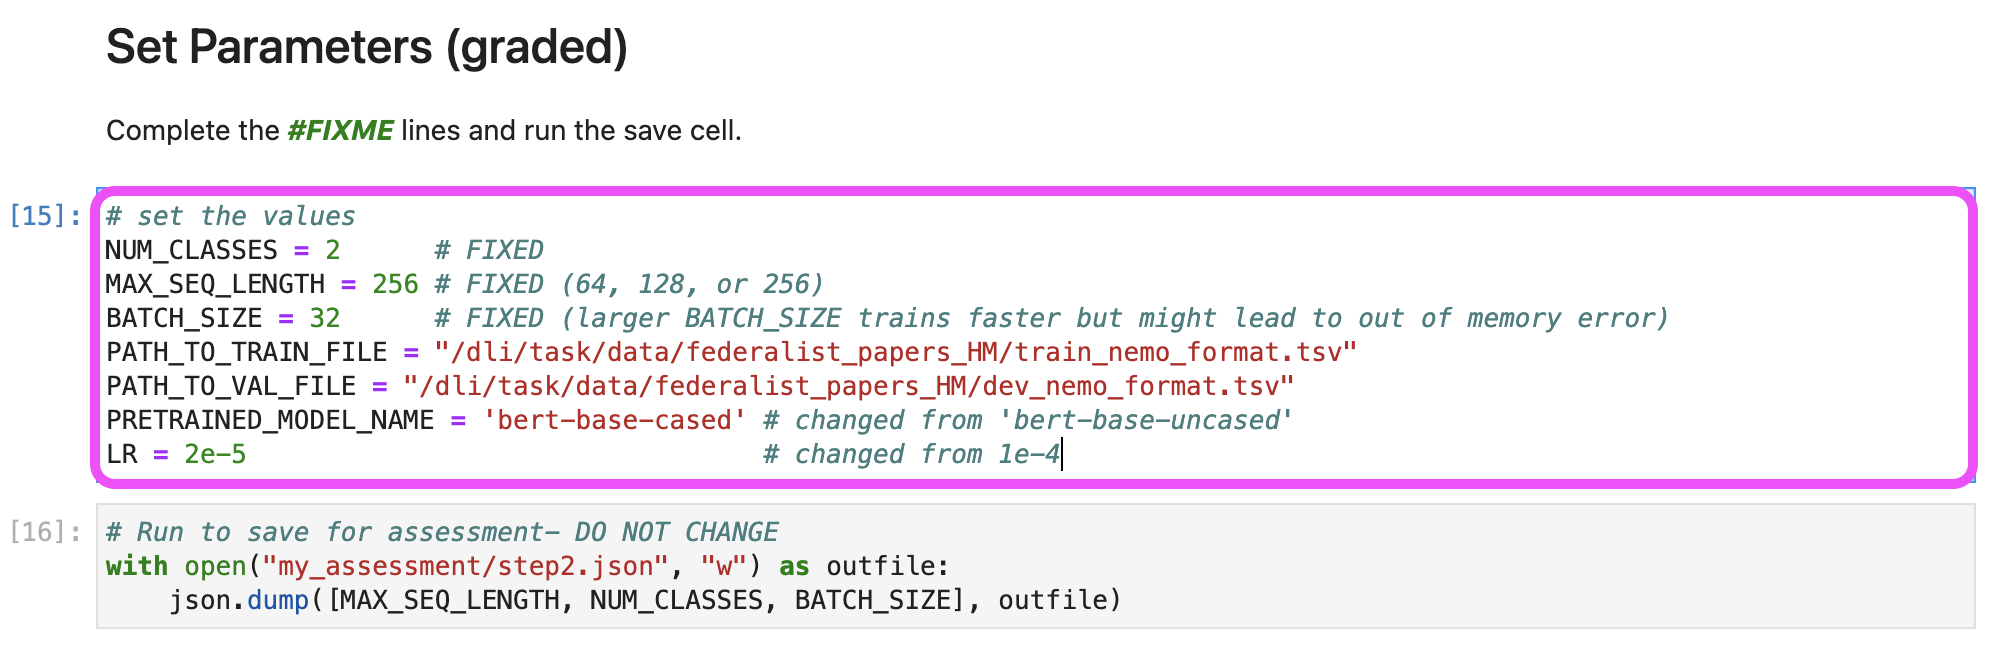 Set Parameters (graded)
Complete the #FIXME lines and run the save cell.
[15]:
# set the values
NUM_CLASSES = 2      # FIXED
MAX_SEQ_LENGTH = 256 # FIXED (64, 128, or 256)
BATCH_SIZE = 32      # FIXED (larger BATCH_SIZE trains faster but might lead to out of memory error)
PATH_TO_TRAIN_FILE = "/dli/task/data/federalist_papers_HM/train_nemo_format.tsv"
PATH_TO_VAL_FILE = "/dli/task/data/federalist_papers_HM/dev_nemo_format.tsv"
PRETRAINED_MODEL_NAME = 'bert-base-cased' # changed from 'bert-base-uncased'
LR = 2e-5                                 # changed from 1e-4
[16]:
# Run to save for assessment- DO NOT CHANGE
with open("my_assessment/step2.json", "w") as outfile:
    json.dump([MAX_SEQ_LENGTH, NUM_CLASSES, BATCH_SIZE], outfile)